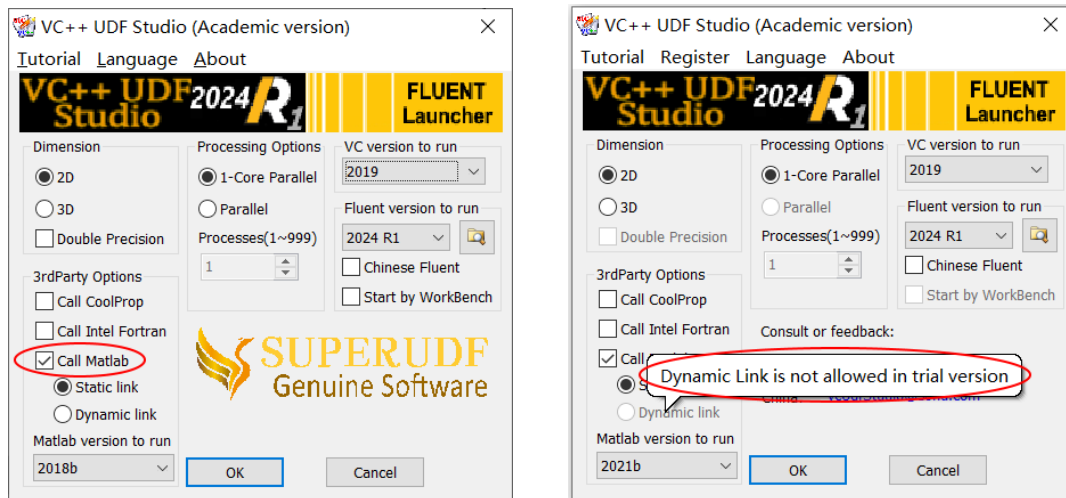 VC++ UDF Studio (Academic version)
Tutorial Language About
VC++ UDF Studio 2024 R1
FLUENT Launcher
Dimension
2D
3D
Double Precision
Processing Options
1-Core Parallel
Parallel
Processes(1~999)
1
VC version to run
2019
Fluent version to run
2024 R1
Chinese Fluent
Start by WorkBench
3rdParty Options
Call CoolProp
Call Intel Fortran
Call Matlab
Static link
Dynamic link
Matlab version to run
2018b
SUPERUDF
Genuine Software
OK
Cancel
VC++ UDF Studio (Academic version)
Tutorial Register Language About
VC++ UDF Studio 2024 R1
FLUENT Launcher
Dimension
2D
3D
Double Precision
Processing Options
1-Core Parallel
Parallel
Processes(1~999)
1
VC version to run
2019
Fluent version to run
2024 R1
Chinese Fluent
Start by WorkBench
3rdParty Options
Call CoolProp
Call Intel Fortran
Call
Consult or feedback:
Dynamic Link is not allowed in trial version
Dynamic link
Matlab version to run
2021b
OK
Cancel